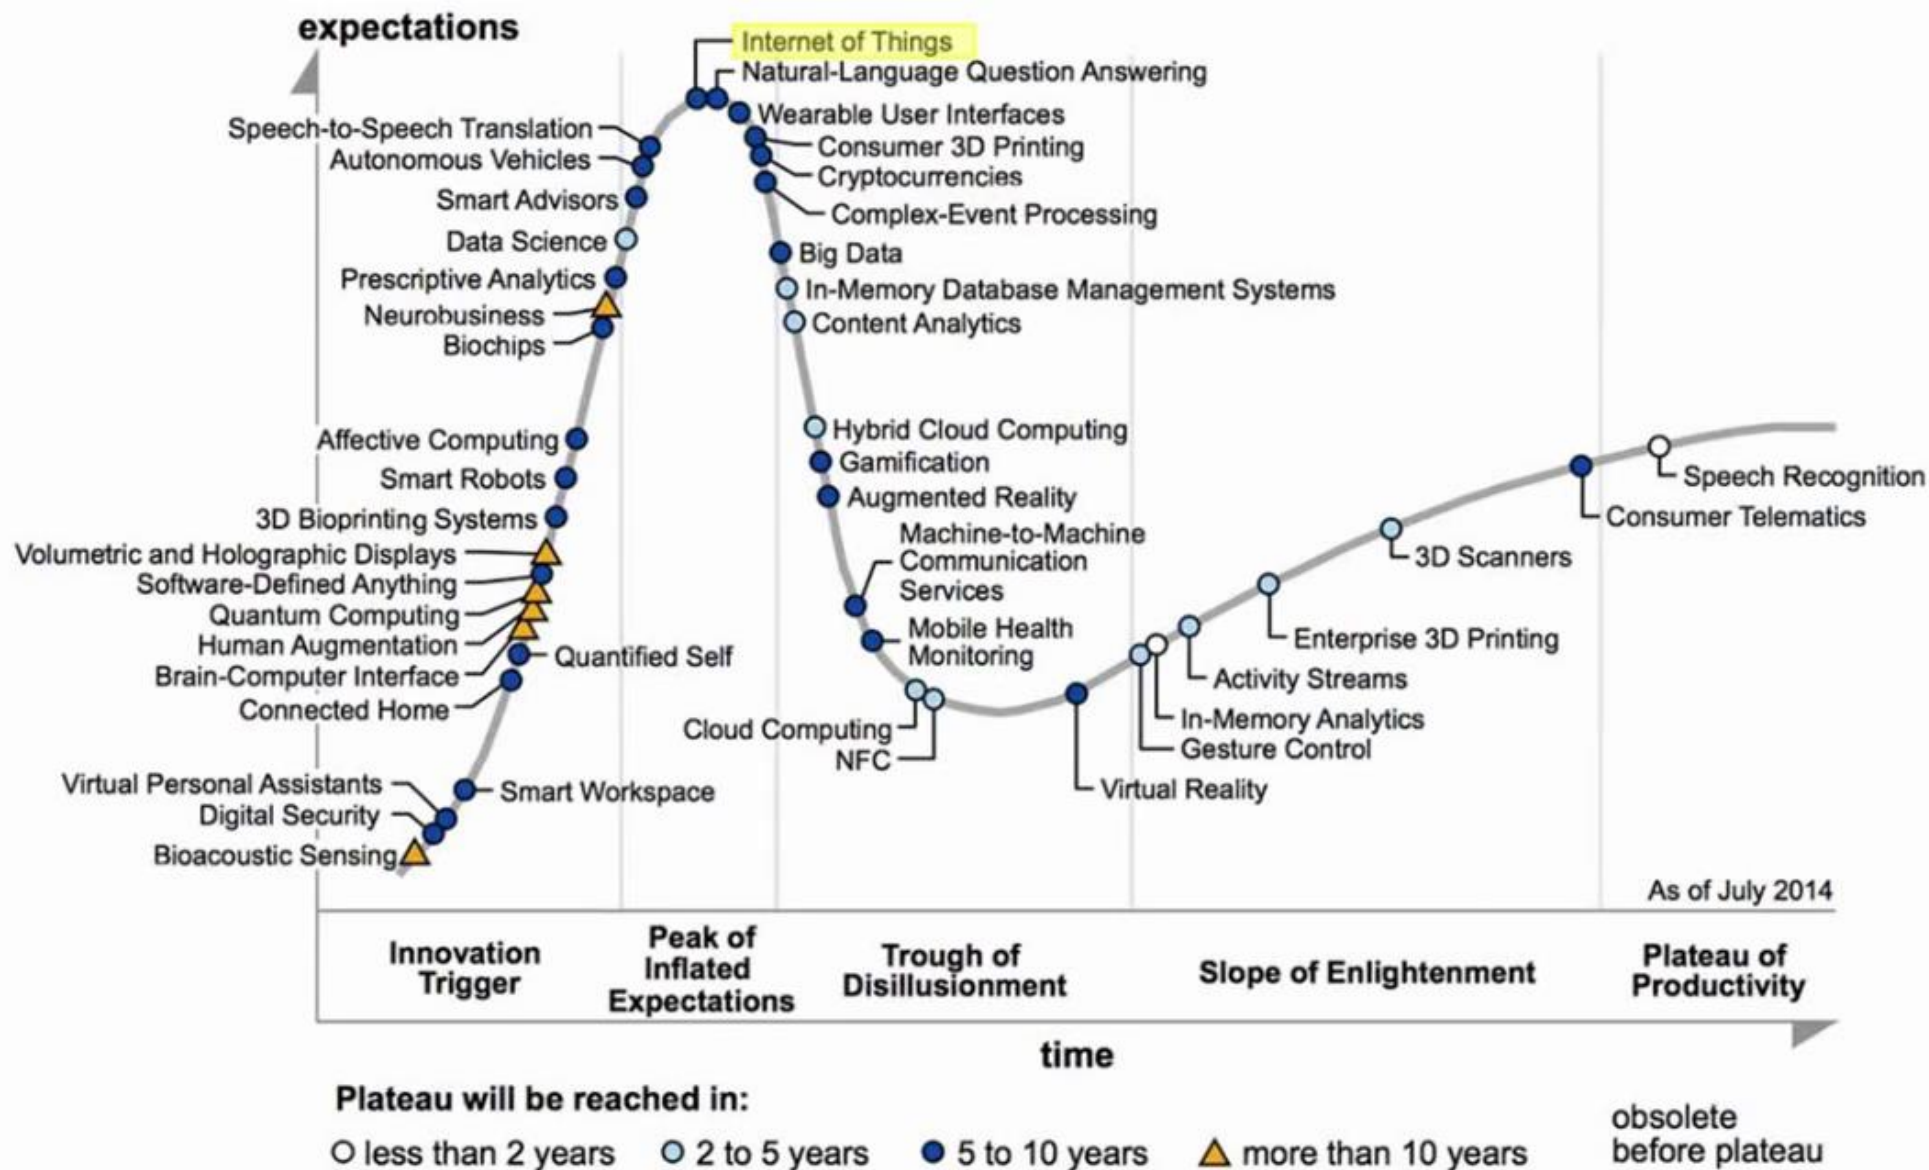 expectations
Internet of Things
Natural-Language Question Answering
Wearable User Interfaces
Consumer 3D Printing
Cryptocurrencies
Complex-Event Processing
Speech-to-Speech Translation
Autonomous Vehicles
Smart Advisors
Data Science
Prescriptive Analytics
Neurobusiness
Biochips
Affective Computing
Smart Robots
3D Bioprinting Systems
Volumetric and Holographic Displays
Software-Defined Anything
Quantum Computing
Human Augmentation
Brain-Computer Interface
Connected Home
Quantified Self
Virtual Personal Assistants
Digital Security
Bioacoustic Sensing
Smart Workspace
Big Data
In-Memory Database Management Systems
Content Analytics
Hybrid Cloud Computing
Gamification
Augmented Reality
Machine-to-Machine
Communication
Services
Mobile Health
Monitoring
Cloud Computing
NFC
Virtual Reality
Gesture Control
In-Memory Analytics
Activity Streams
Enterprise 3D Printing
3D Scanners
Consumer Telematics
Speech Recognition
As of July 2014
Innovation
Trigger
Peak of
Inflated
Expectations
Trough of
Disillusionment
Slope of Enlightenment
Plateau of
Productivity
time
Plateau will be reached in:
less than 2 years
2 to 5 years
5 to 10 years
more than 10 years
obsolete
before plateau